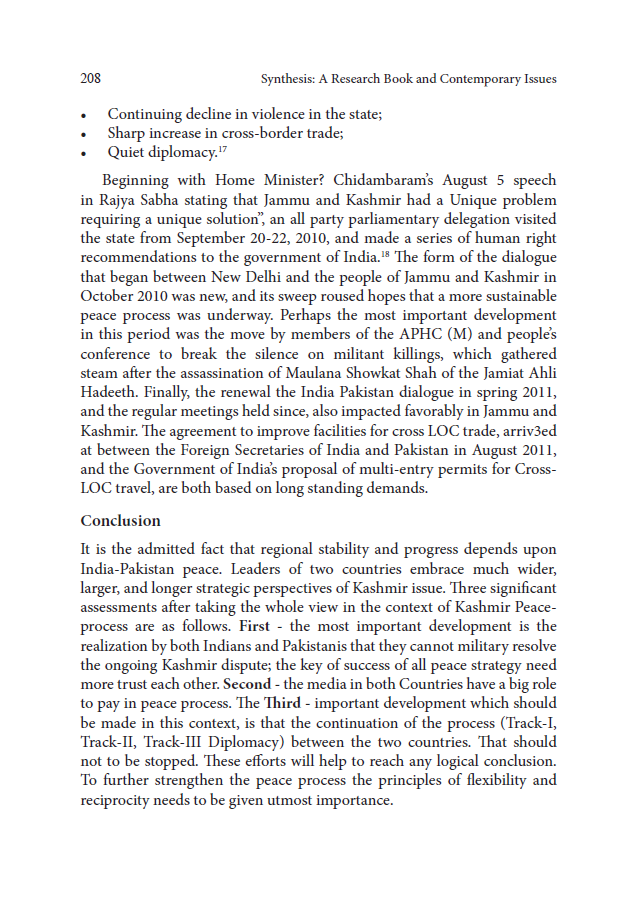 208 Synthesis: A Research Book and Contemporary Issues
• Continuing decline in violence in the state;
• Sharp increase in cross-border trade;
• Quiet diplomacy.17
Beginning with Home Minister? Chidambaram’s August 5 speech
in Rajya Sabha stating that Jammu and Kashmir had a Unique problem
requiring a unique solution”, an all party parliamentary delegation visited
the state from September 20-22, 2010, and made a series of human right
recommendations to the government of India.18 The form of the dialogue
that began between New Delhi and the people of Jammu and Kashmir in
October 2010 was new, and its sweep roused hopes that a more sustainable
peace process was underway. Perhaps the most important development
in this period was the move by members of the APHC (M) and people’s
conference to break the silence on militant killings, which gathered
steam after the assassination of Maulana Showkat Shah of the Jamiat Ahli
Hadeeth. Finally, the renewal the India Pakistan dialogue in spring 2011,
and the regular meetings held since, also impacted favorably in Jammu and
Kashmir. The agreement to improve facilities for cross LOC trade, arriv3ed
at between the Foreign Secretaries of India and Pakistan in August 2011,
and the Government of India’s proposal of multi-entry permits for Cross-
LOC travel, are both based on long standing demands.
Conclusion
It is the admitted fact that regional stability and progress depends upon
India-Pakistan peace. Leaders of two countries embrace much wider,
larger, and longer strategic perspectives of Kashmir issue. Three significant
assessments after taking the whole view in the context of Kashmir Peace-
process are as follows. First - the most important development is the
realization by both Indians and Pakistanis that they cannot military resolve
the ongoing Kashmir dispute; the key of success of all peace strategy need
more trust each other. Second - the media in both Countries have a big role
to pay in peace process. The Third - important development which should
be made in this context, is that the continuation of the process (Track-I,
Track-II, Track-III Diplomacy) between the two countries. That should
not to be stopped. These efforts will help to reach any logical conclusion.
To further strengthen the peace process the principles of flexibility and
reciprocity needs to be given utmost importance.